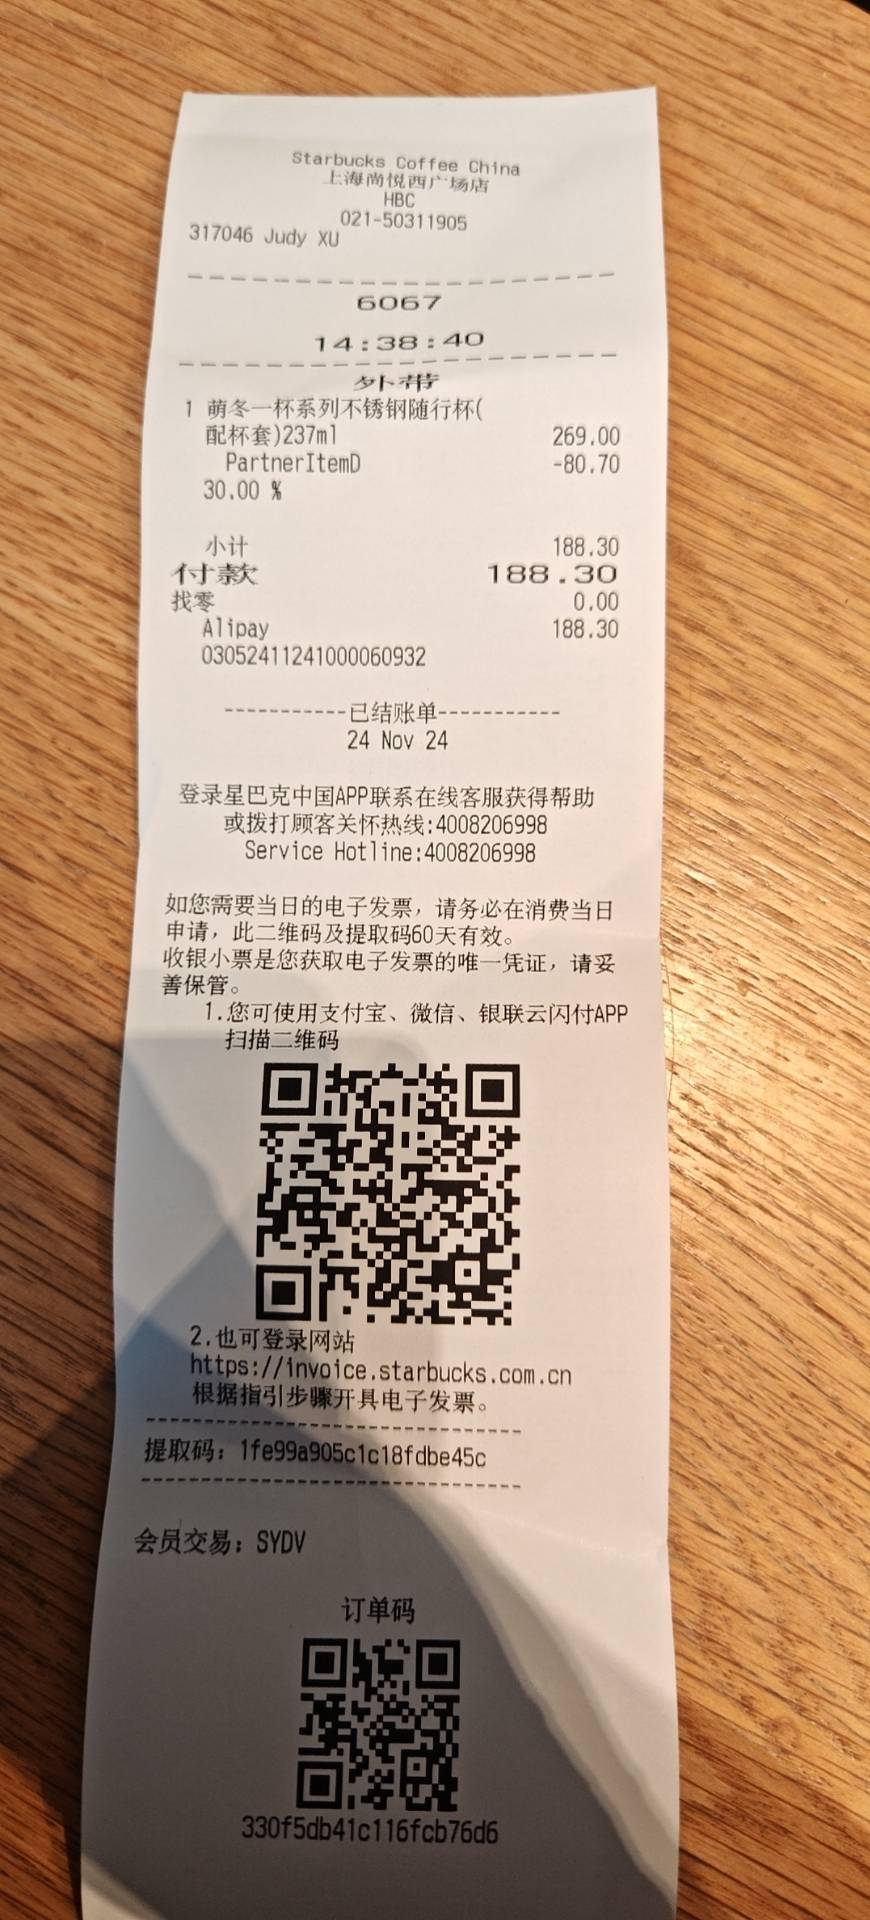 Starbucks Coffee China
上海尚悦西广场店
HBC
021-50311905
317046 Judy XU
6067
14:38:40
外带
1 萌冬一杯系列不锈钢随行杯(
配杯套)237ml 269.00
PartnerItemD -80.70
30.00 %
小计 188.30
付款 188.30
找零 0.00
Alipay 188.30
03052411241000060932
-----------已结账单-----------
24 Nov 24
登录星巴克中国APP联系在线客服获得帮助
或拨打顾客关怀热线:4008206998
Service Hotline:4008206998
如您需要当日的电子发票，请务必在消费当日
申请，此二维码及提取码60天有效。
收银小票是您获取电子发票的唯一凭证，请妥
善保管。
1.您可使用支付宝、微信、银联云闪付APP
扫描二维码
2.也可登录网站
https://invoice.starbucks.com.cn
根据指引步骤开具电子发票。
提取码：1fe99a905c1c18fdbe45c
会员交易：SYDV
订单码
330f5db41c116fcb76d6